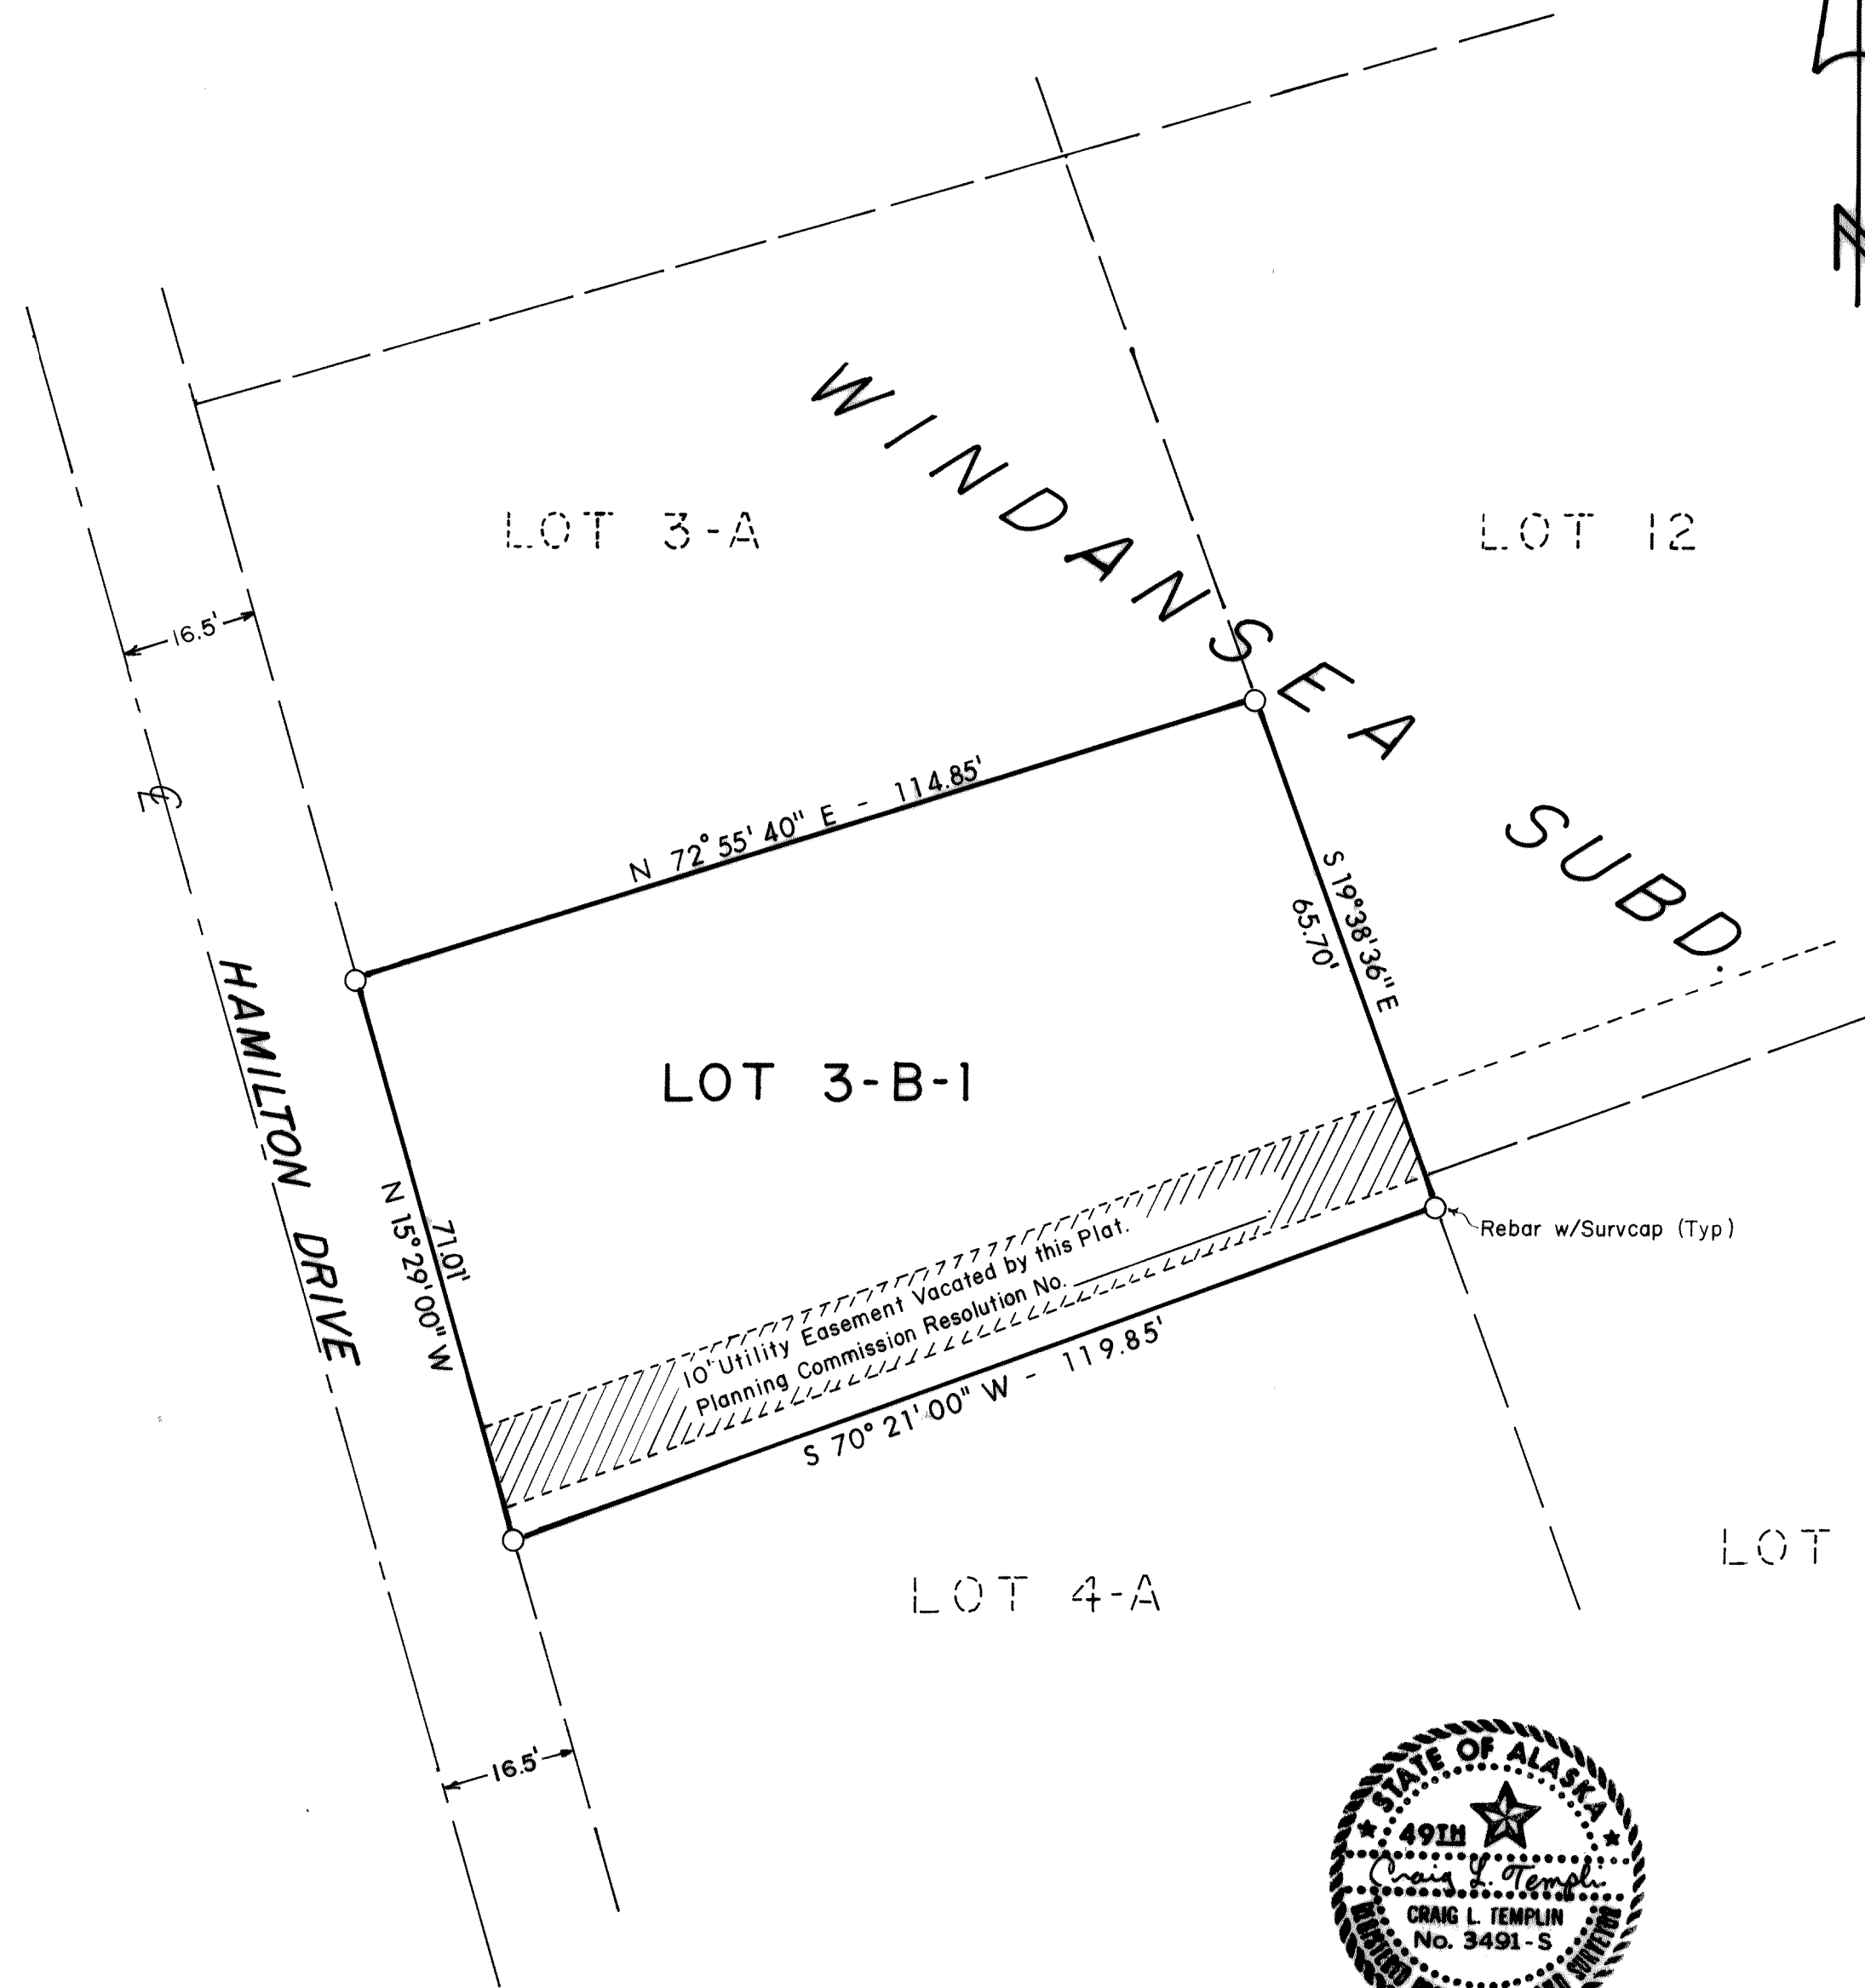 N
WINDANSEA SUBD.
LOT 3-A
LOT 12
16.5'
N 72° 55' 40" E - 114.85'
S 19° 38' 36" E
65.70'
HAMILTON DRIVE
LOT 3-B-1
71.01'
N 15° 29' 00" W
10' Utility Easement Vacated by this Plat.
Planning Commission Resolution No.
S 70° 21' 00" W - 119.85'
Rebar w/Survcap (Typ)
LOT 4-A
LOT
16.5'
STATE OF ALASKA
49TH
Craig L. Templin
CRAIG L. TEMPLIN
No. 3491-S
SURVEYOR